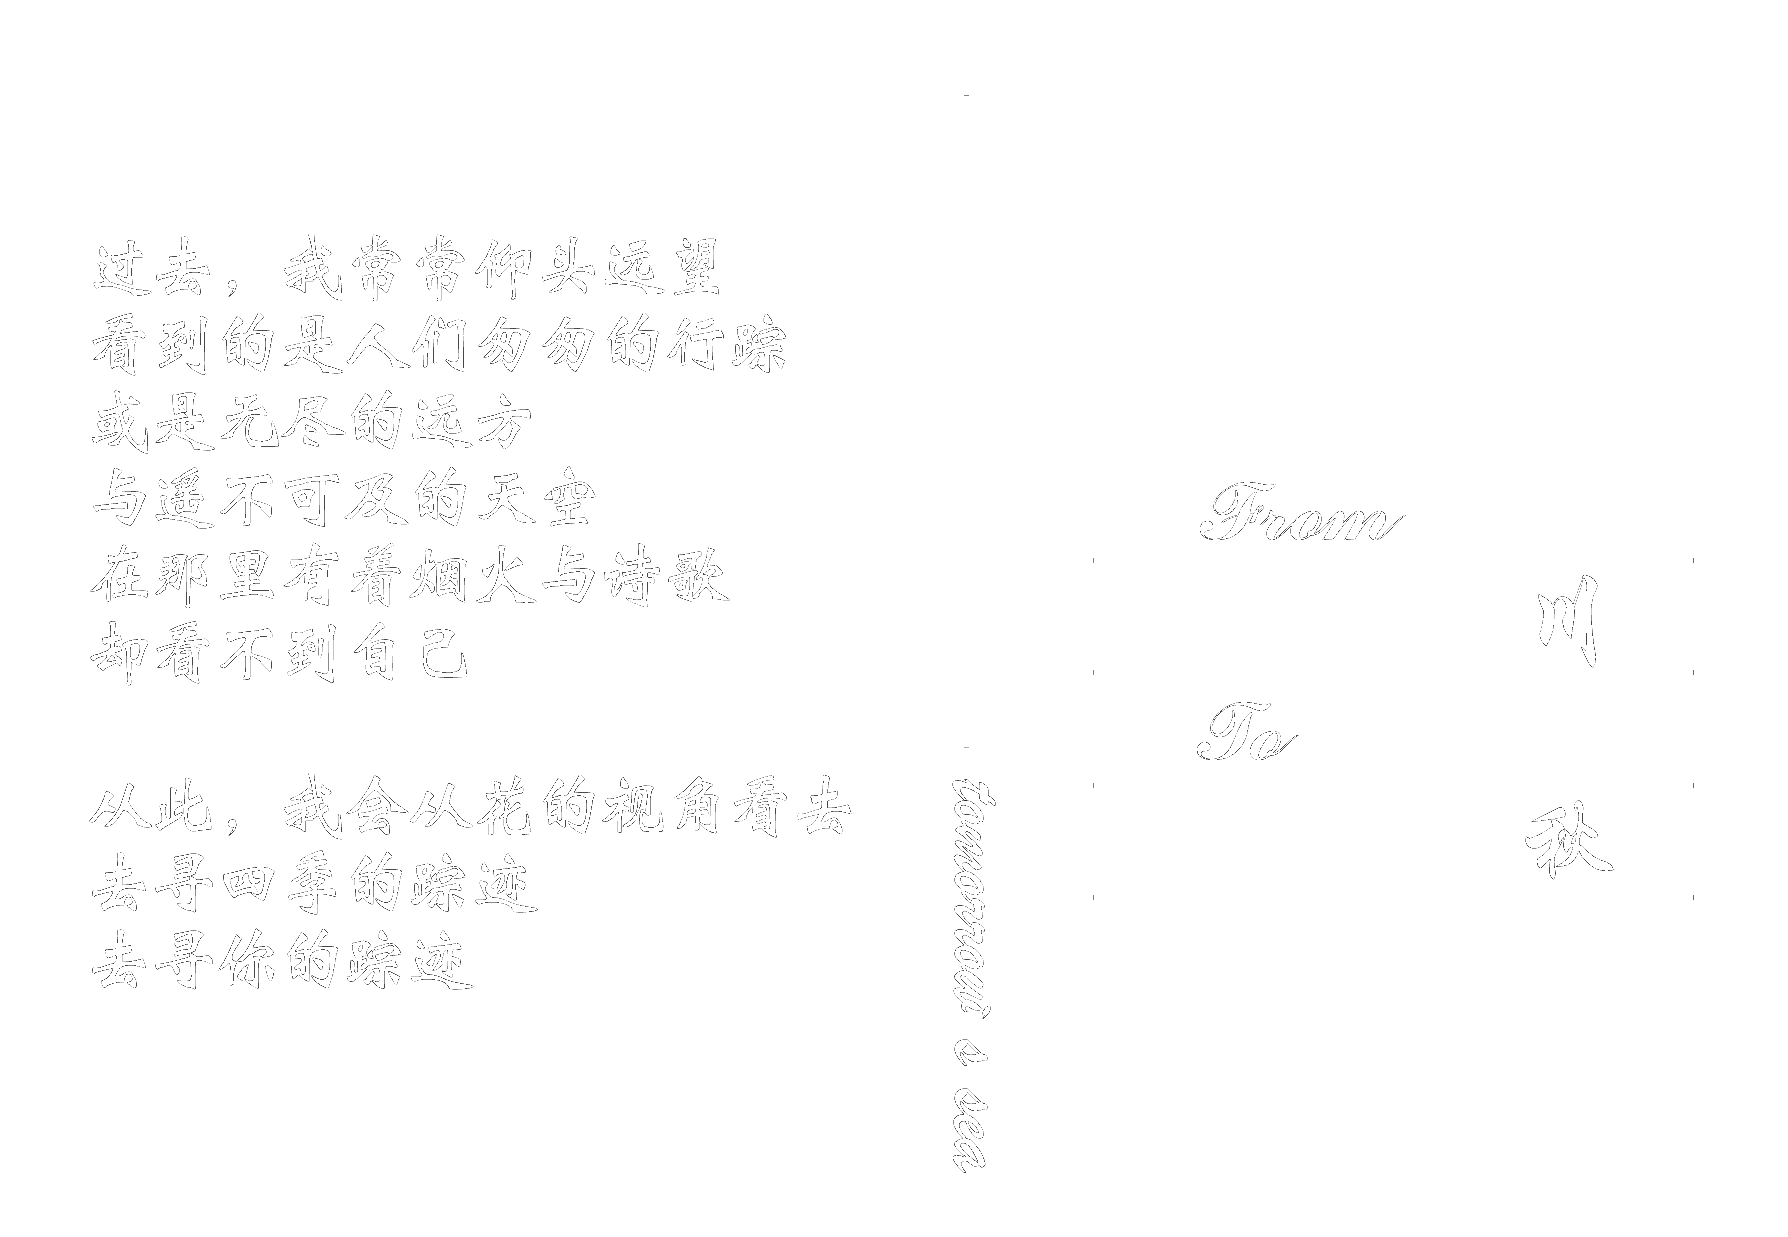 过去，我常常仰头远望
看到的是人们匆匆的行踪
或是无尽的远方
与遥不可及的天空
在那里有着烟火与诗歌
却看不到自己
从此，我会从花的视角看去
去寻四季的踪迹
去寻你的踪迹
tomorrow' s sea
From
川
To
秋